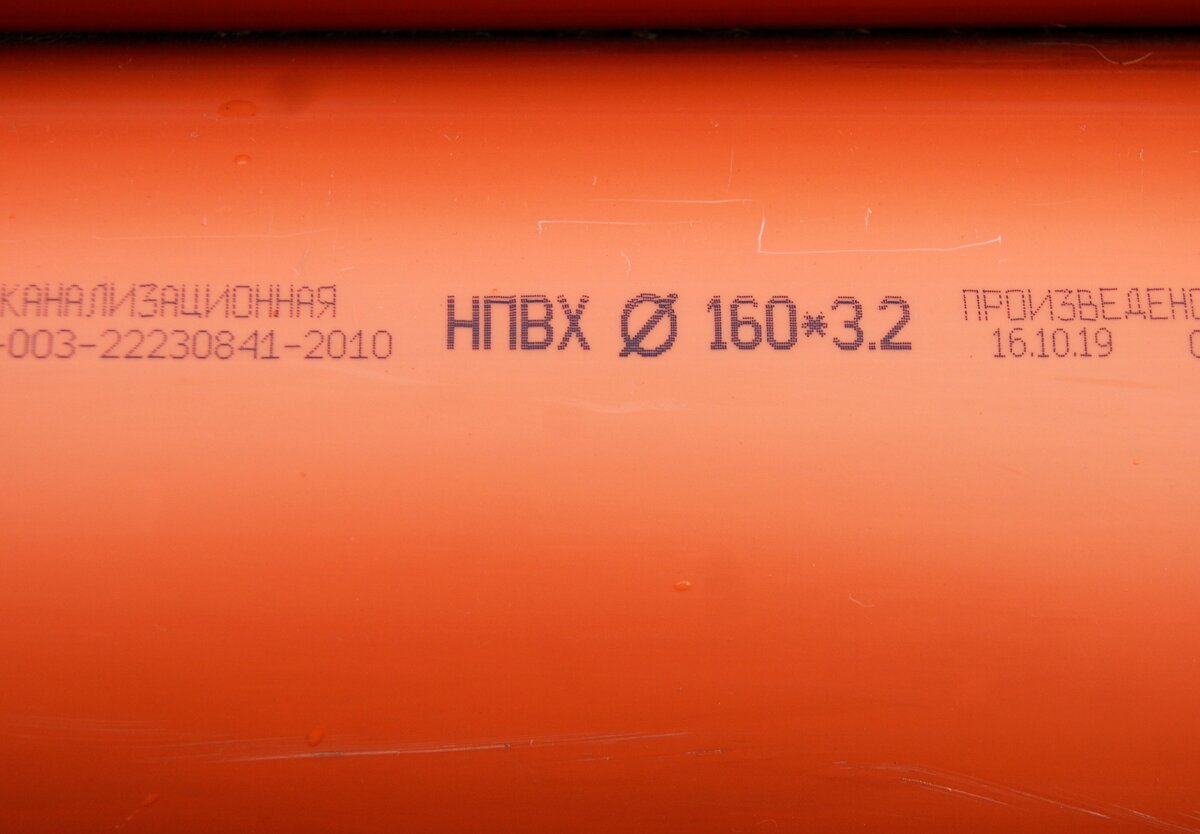 КАНАЛИЗАЦИОННАЯ
-003-22230841-2010
НПВХ Ø 160*3.2
ПРОИЗВЕДЕНО
16.10.19